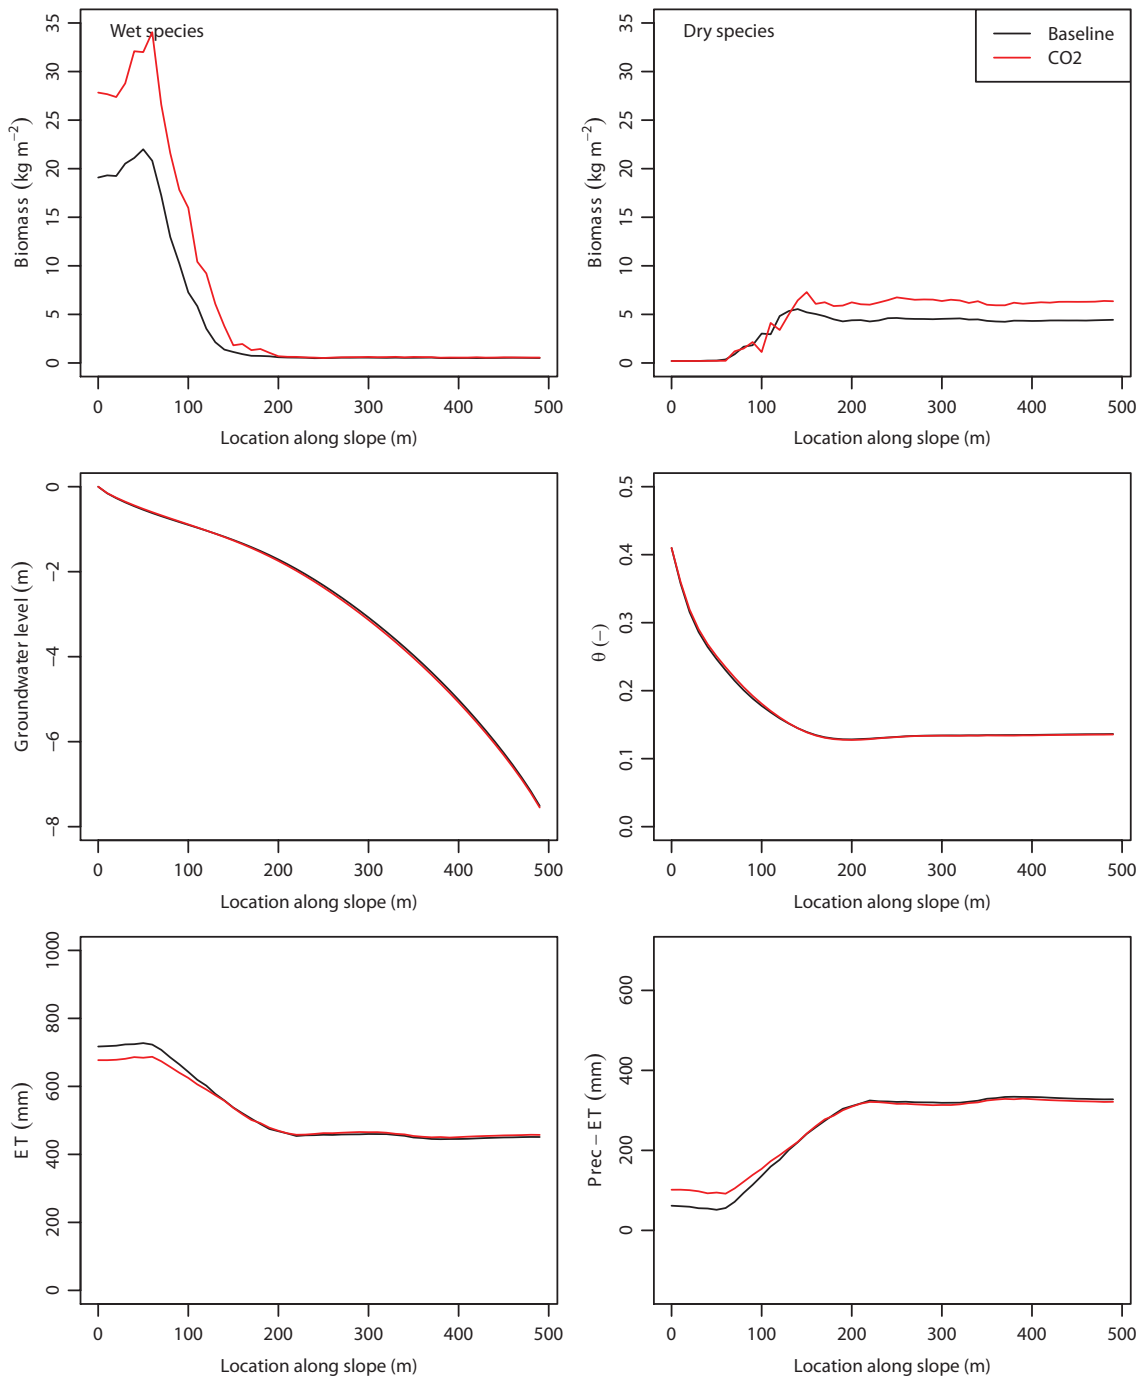 Wet species
Biomass (kg m⁻²)
0 5 10 15 20 25 30 35
0 100 200 300 400 500
Location along slope (m)
Dry species
Baseline
CO2
Biomass (kg m⁻²)
0 5 10 15 20 25 30 35
0 100 200 300 400 500
Location along slope (m)
Groundwater level (m)
−8 −6 −4 −2 0
0 100 200 300 400 500
Location along slope (m)
θ (−)
0.0 0.1 0.2 0.3 0.4 0.5
0 100 200 300 400 500
Location along slope (m)
ET (mm)
0 200 400 600 800 1000
0 100 200 300 400 500
Location along slope (m)
Prec − ET (mm)
0 200 400 600
0 100 200 300 400 500
Location along slope (m)